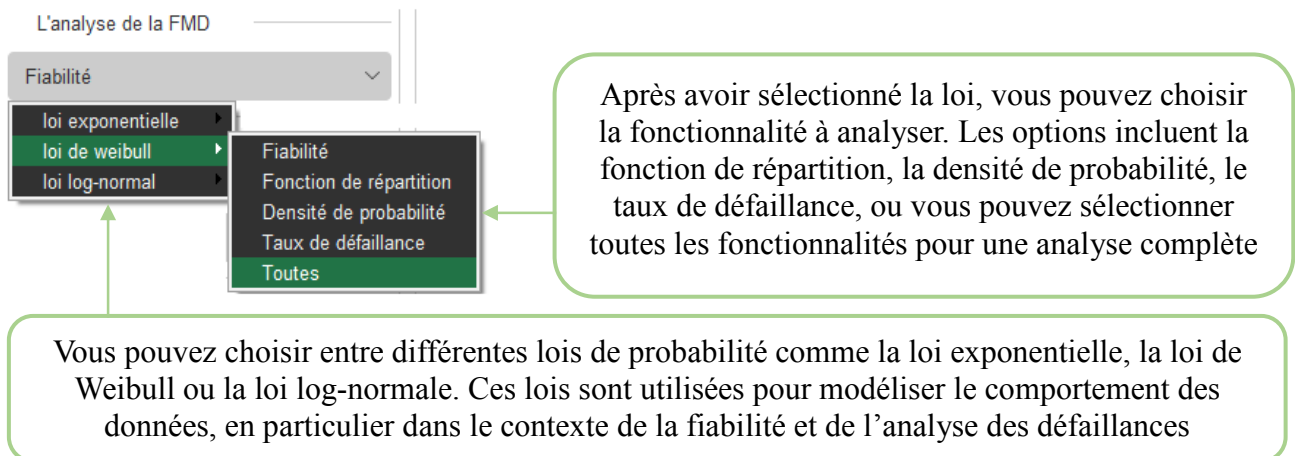 L'analyse de la FMD
Fiabilité
loi exponentielle
loi de weibull
loi log-normal
Fiabilité
Fonction de répartition
Densité de probabilité
Taux de défaillance
Toutes
Après avoir sélectionné la loi, vous pouvez choisir
la fonctionnalité à analyser. Les options incluent la
fonction de répartition, la densité de probabilité, le
taux de défaillance, ou vous pouvez sélectionner
toutes les fonctionnalités pour une analyse complète
Vous pouvez choisir entre différentes lois de probabilité comme la loi exponentielle, la loi de
Weibull ou la loi log-normale. Ces lois sont utilisées pour modéliser le comportement des
données, en particulier dans le contexte de la fiabilité et de l’analyse des défaillances